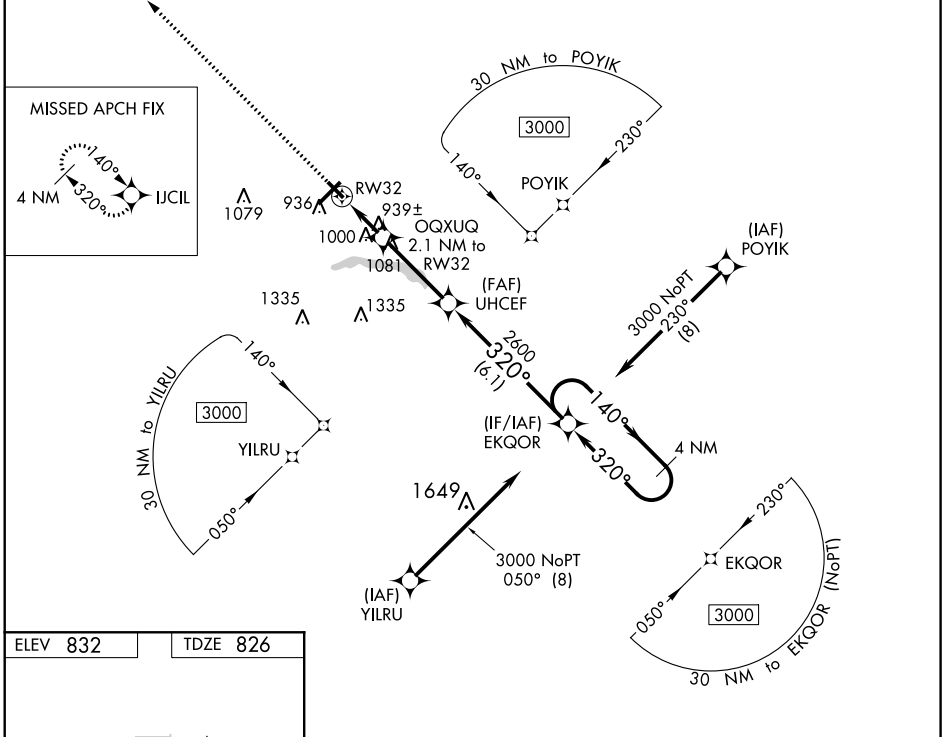 30 NM to POYIK
3000
140°
230°
POYIK
MISSED APCH FIX
140°
320°
4 NM
IJCIL
1079
936
RW32
939±
1000
OQXUQ
2.1 NM to
RW32
1081
1335
1335
(FAF)
UHCEF
(IAF)
POYIK
3000 NoPT
230°
(8)
2600
320°
(6.1)
30 NM to YILRU
140°
3000
YILRU
050°
(IF/IAF)
EKQOR
140°
320°
4 NM
1649
3000 NoPT
050° (8)
(IAF)
YILRU
230°
EKQOR
050°
3000
30 NM to EKQOR (NoPT)
ELEV 832
TDZE 826